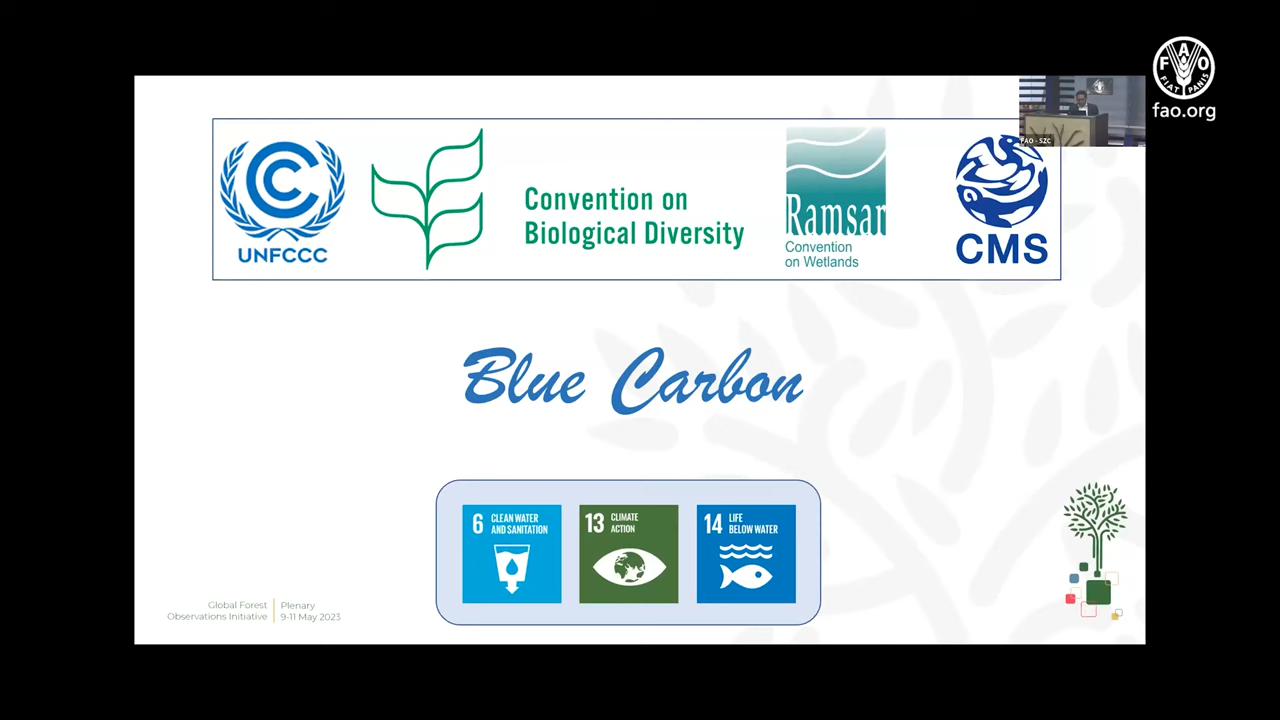 FAO
FIAT PANIS
fao.org
FAO - SZC
UNFCCC
Convention on
Biological Diversity
Ramsar
Convention
on Wetlands
CMS
Blue Carbon
6 CLEAN WATER
AND SANITATION
13 CLIMATE
ACTION
14 LIFE
BELOW WATER
Global Forest
Observations Initiative
Plenary
9-11 May 2023